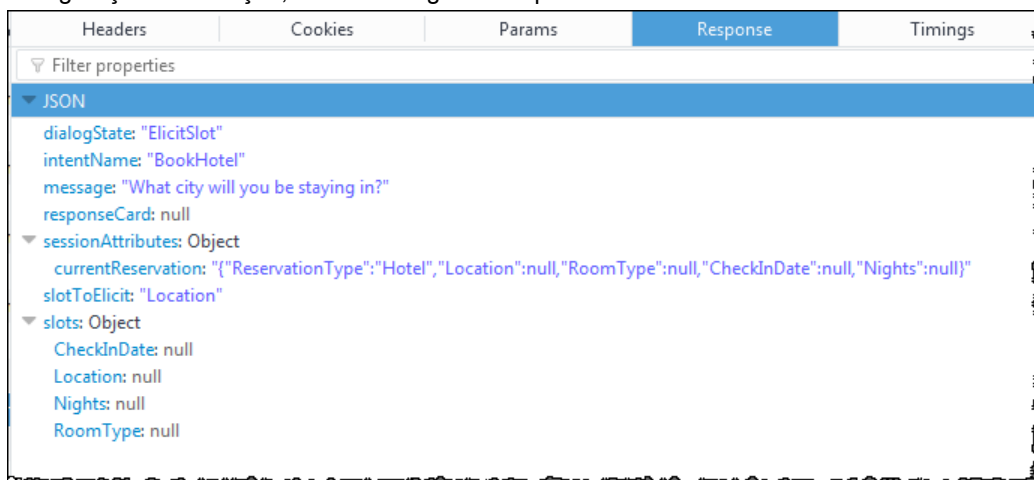 Headers Cookies Params Response Timings
Filter properties
JSON
dialogState: "ElicitSlot"
intentName: "BookHotel"
message: "What city will you be staying in?"
responseCard: null
sessionAttributes: Object
currentReservation: "{"ReservationType":"Hotel","Location":null,"RoomType":null,"CheckInDate":null,"Nights":null}"
slotToElicit: "Location"
slots: Object
CheckInDate: null
Location: null
Nights: null
RoomType: null